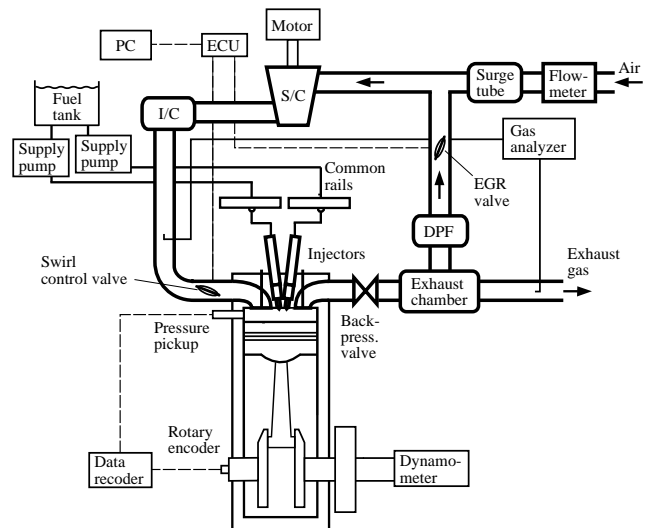 Motor
PC
ECU
Surge
tube
Flow-
meter
Air
S/C
Fuel
tank
I/C
Gas
analyzer
Supply
pump
Supply
pump
Common
rails
EGR
valve
DPF
Injectors
Exhaust
gas
Swirl
control valve
Exhaust
chamber
Pressure
pickup
Back-
press.
valve
Rotary
encoder
Data
recoder
Dynamo-
meter